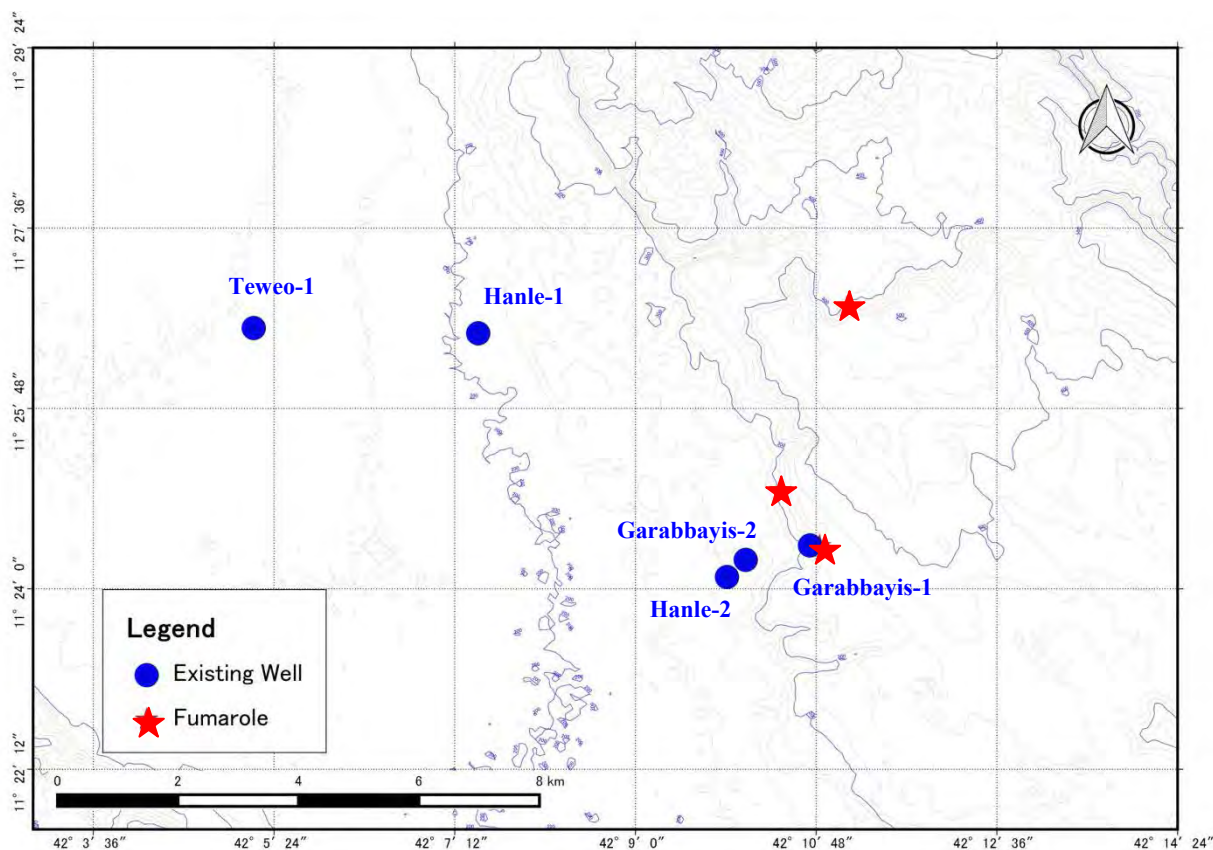 11° 29′ 24″
11° 27′ 36″
11° 25′ 48″
11° 24′ 0″
11° 22′ 12″
Teweo-1
Hanle-1
Garabbayis-2
Garabbayis-1
Hanle-2
Legend
Existing Well
Fumarole
0 2 4 6 8 km
42° 3′ 36″ 42° 5′ 24″ 42° 7′ 12″ 42° 9′ 0″ 42° 10′ 48″ 42° 12′ 36″ 42° 14′ 24″